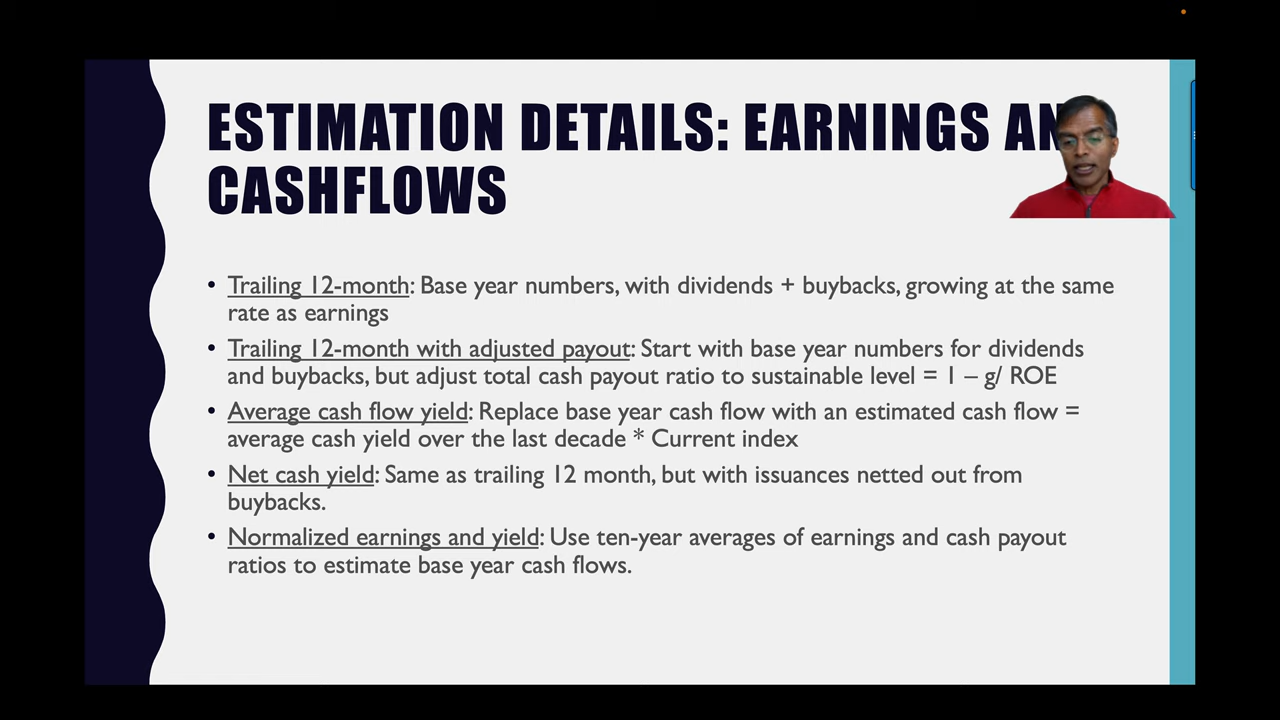 ESTIMATION DETAILS: EARNINGS AN
CASHFLOWS
• Trailing 12-month: Base year numbers, with dividends + buybacks, growing at the same
rate as earnings
• Trailing 12-month with adjusted payout: Start with base year numbers for dividends
and buybacks, but adjust total cash payout ratio to sustainable level = 1 – g/ ROE
• Average cash flow yield: Replace base year cash flow with an estimated cash flow =
average cash yield over the last decade * Current index
• Net cash yield: Same as trailing 12 month, but with issuances netted out from
buybacks.
• Normalized earnings and yield: Use ten-year averages of earnings and cash payout
ratios to estimate base year cash flows.